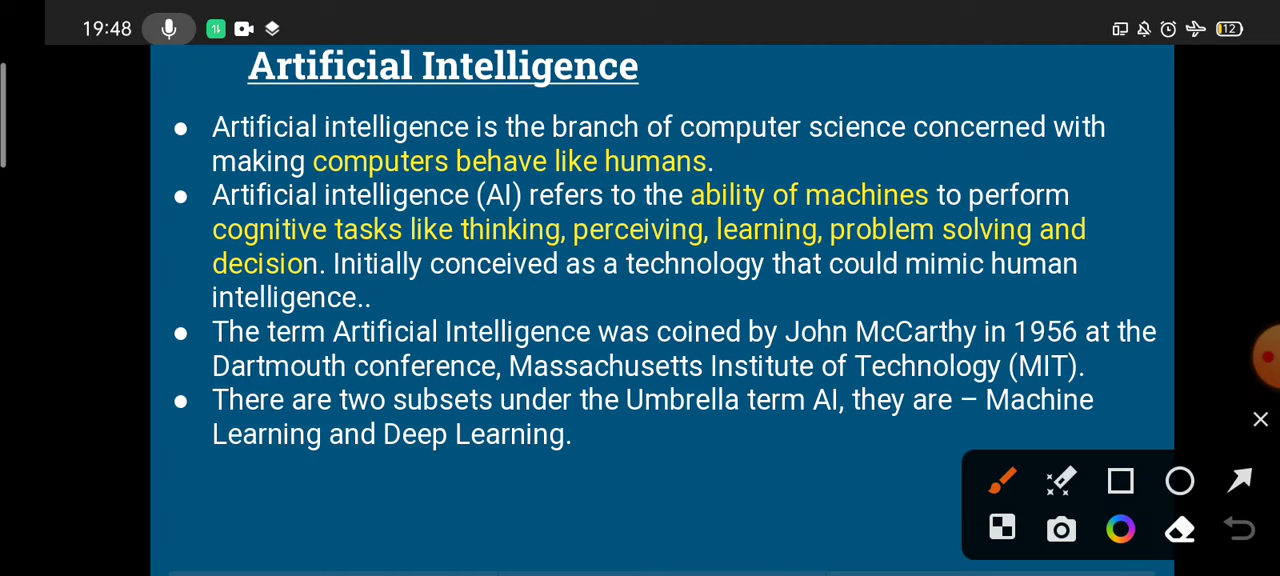 19:48
12
Artificial Intelligence
● Artificial intelligence is the branch of computer science concerned with
making computers behave like humans.
● Artificial intelligence (AI) refers to the ability of machines to perform
cognitive tasks like thinking, perceiving, learning, problem solving and
decision. Initially conceived as a technology that could mimic human
intelligence..
● The term Artificial Intelligence was coined by John McCarthy in 1956 at the
Dartmouth conference, Massachusetts Institute of Technology (MIT).
● There are two subsets under the Umbrella term AI, they are – Machine
Learning and Deep Learning.